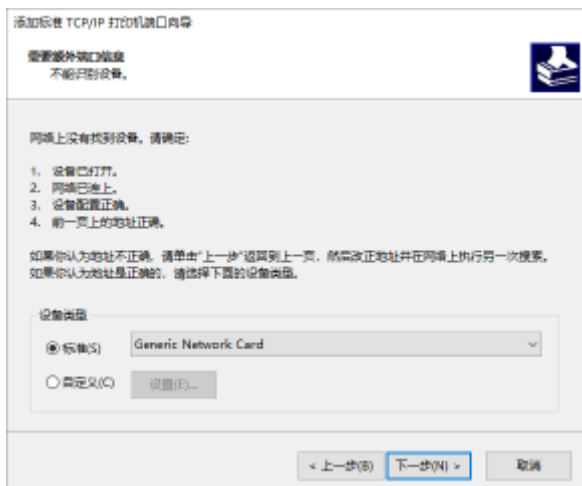 添加标准 TCP/IP 打印机端口向导
需要额外端口信息
不能识别设备。
网络上没有找到设备。请确定:
1. 设备已打开。
2. 网络已连上。
3. 设备配置正确。
4. 前一页上的地址正确。
如果你认为地址不正确，请单击"上一步"返回到上一页，然后改正地址并在网络上执行另一次搜索。
如果你认为地址是正确的，请选择下面的设备类型。
设备类型
标准(S) Generic Network Card
自定义(C) 设置(E)...
< 上一步(B) 下一步(N) > 取消